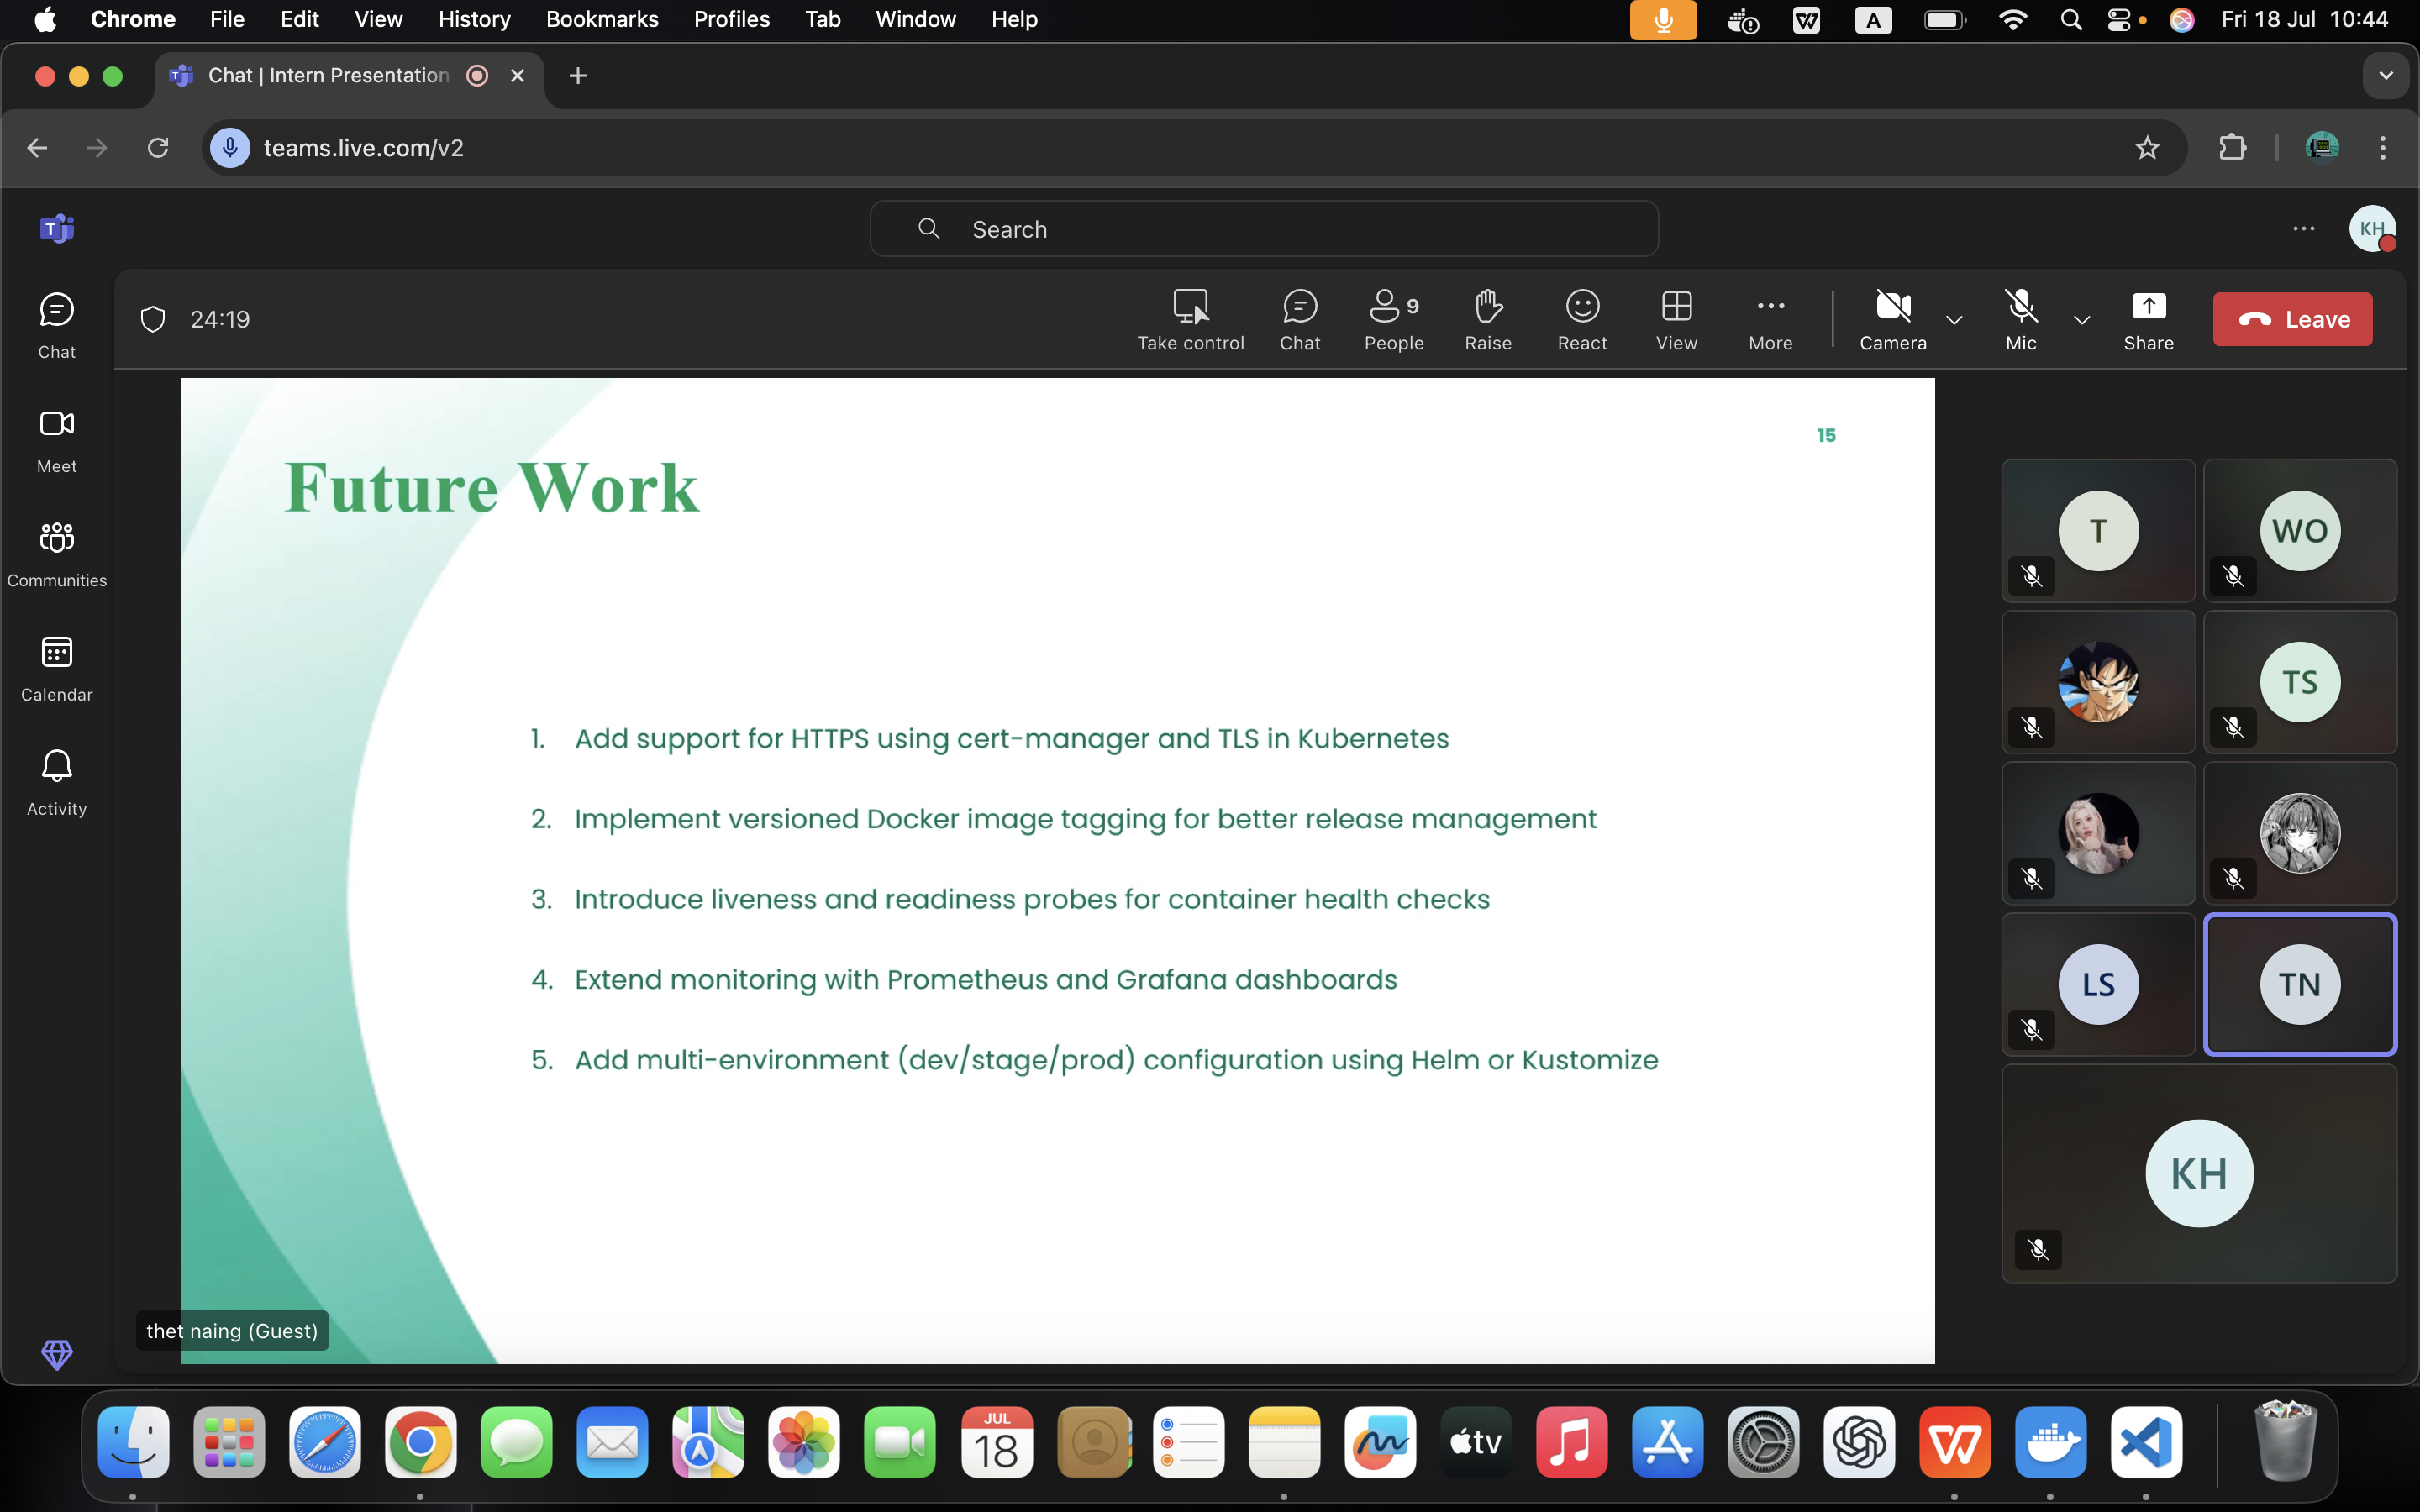 Chrome File Edit View History Bookmarks Profiles Tab Window Help A Fri 18 Jul 10:44
Chat | Intern Presentation
teams.live.com/v2
T Search KH
24:19 Take control Chat 9 People Raise React View More Camera Mic Share Leave
Chat
Meet
Communities
Calendar
Activity
15
Future Work
1. Add support for HTTPS using cert-manager and TLS in Kubernetes
2. Implement versioned Docker image tagging for better release management
3. Introduce liveness and readiness probes for container health checks
4. Extend monitoring with Prometheus and Grafana dashboards
5. Add multi-environment (dev/stage/prod) configuration using Helm or Kustomize
thet naing (Guest)
T WO
TS
LS TN
KH
JUL
18
tv